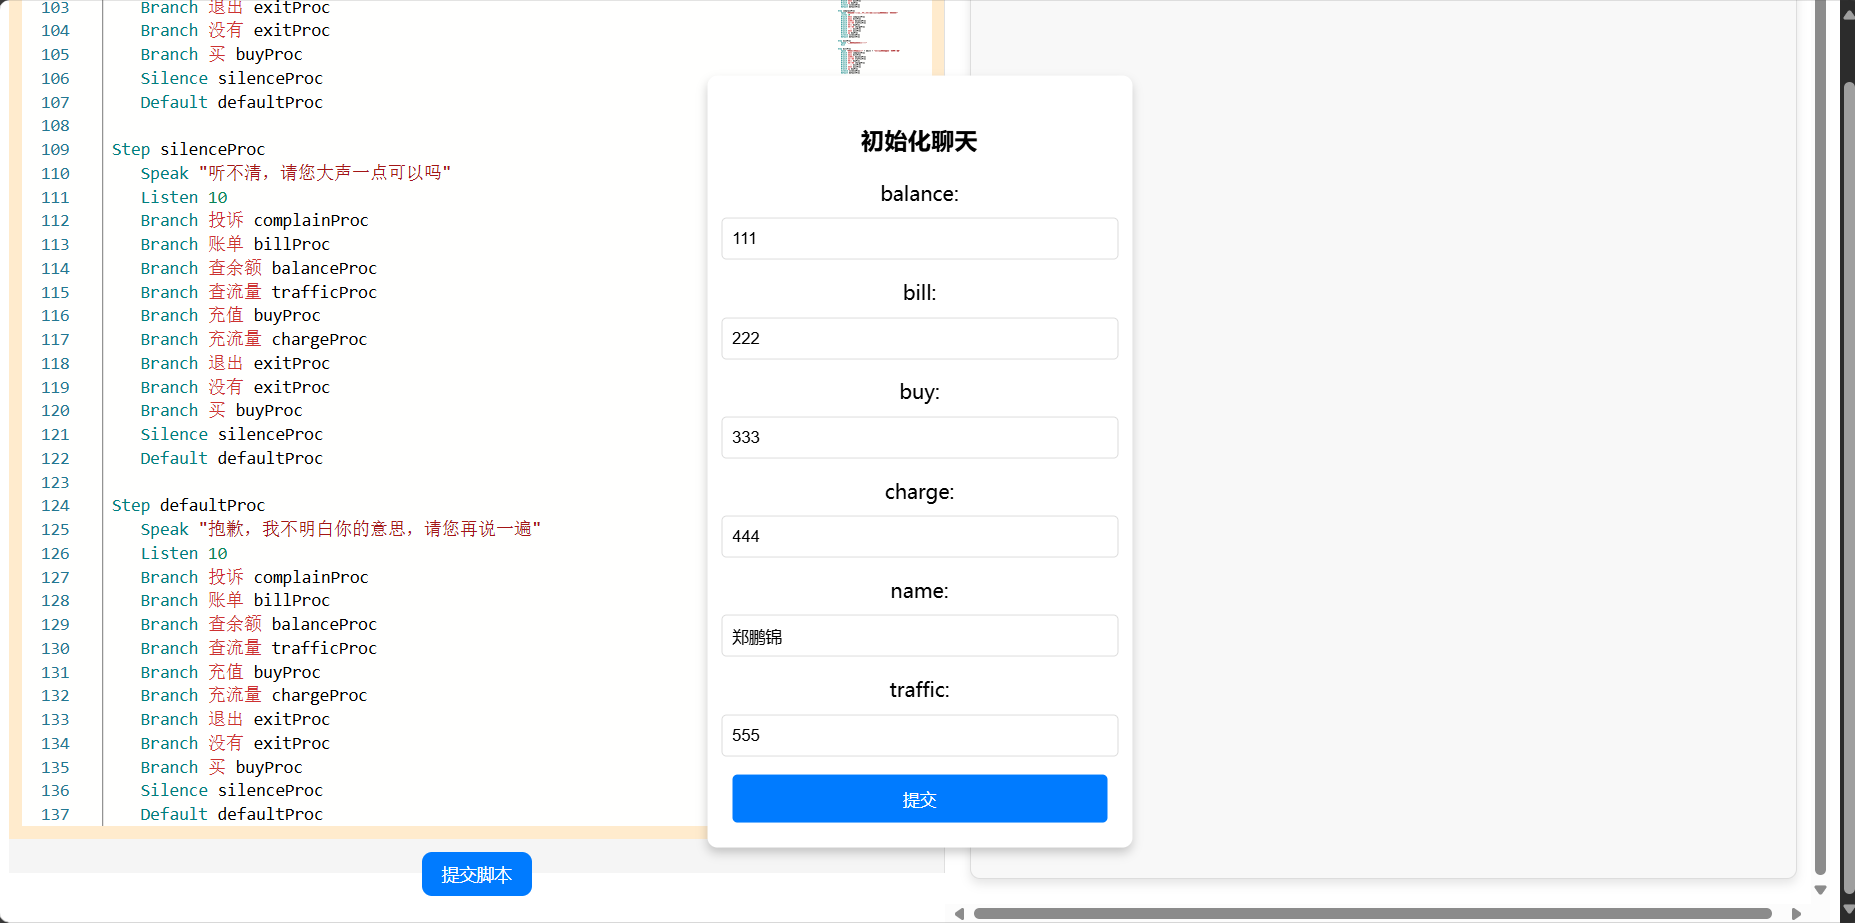 103 Branch 退出 exitProc
104 Branch 没有 exitProc
105 Branch 买 buyProc
106 Silence silenceProc
107 Default defaultProc
108
109 Step silenceProc
110 Speak "听不清，请您大声一点可以吗"
111 Listen 10
112 Branch 投诉 complainProc
113 Branch 账单 billProc
114 Branch 查余额 balanceProc
115 Branch 查流量 trafficProc
116 Branch 充值 buyProc
117 Branch 充流量 chargeProc
118 Branch 退出 exitProc
119 Branch 没有 exitProc
120 Branch 买 buyProc
121 Silence silenceProc
122 Default defaultProc
123
124 Step defaultProc
125 Speak "抱歉，我不明白你的意思，请您再说一遍"
126 Listen 10
127 Branch 投诉 complainProc
128 Branch 账单 billProc
129 Branch 查余额 balanceProc
130 Branch 查流量 trafficProc
131 Branch 充值 buyProc
132 Branch 充流量 chargeProc
133 Branch 退出 exitProc
134 Branch 没有 exitProc
135 Branch 买 buyProc
136 Silence silenceProc
137 Default defaultProc
提交脚本
初始化聊天
balance:
111
bill:
222
buy:
333
charge:
444
name:
郑鹏锦
traffic:
555
提交